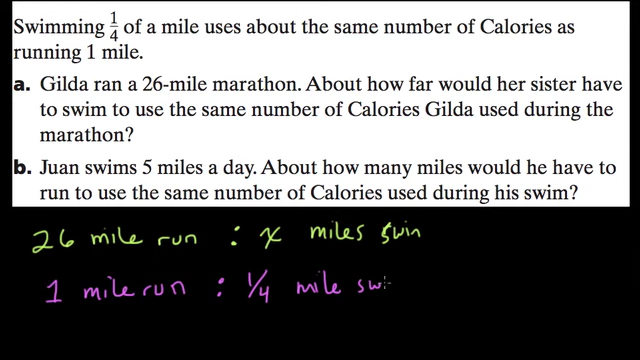 Swimming 1/4 of a mile uses about the same number of Calories as
running 1 mile.
a. Gilda ran a 26-mile marathon. About how far would her sister have
to swim to use the same number of Calories Gilda used during the
marathon?
b. Juan swims 5 miles a day. About how many miles would he have to
run to use the same number of Calories used during his swim?
26 mile run : x miles swim
1 mile run : 1/4 mile swi